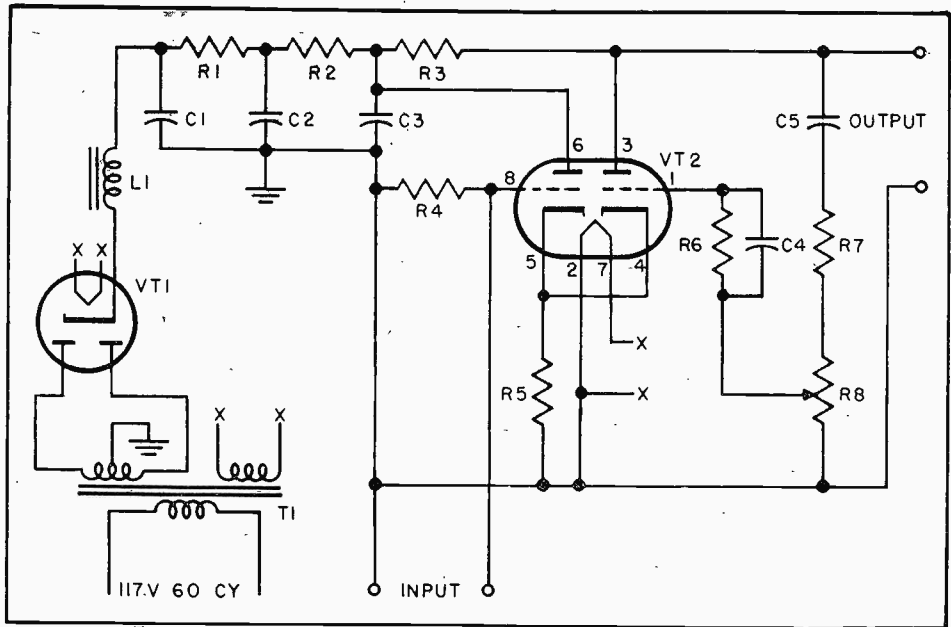 R1
R2
R3
C1
C2
C3
C5 OUTPUT
6
3
VT2
8
1
L1
R4
R6
C4
R7
5
2
7
4
X X
VT1
X
R5
X
R8
X X
T1
117.V 60 CY
INPUT